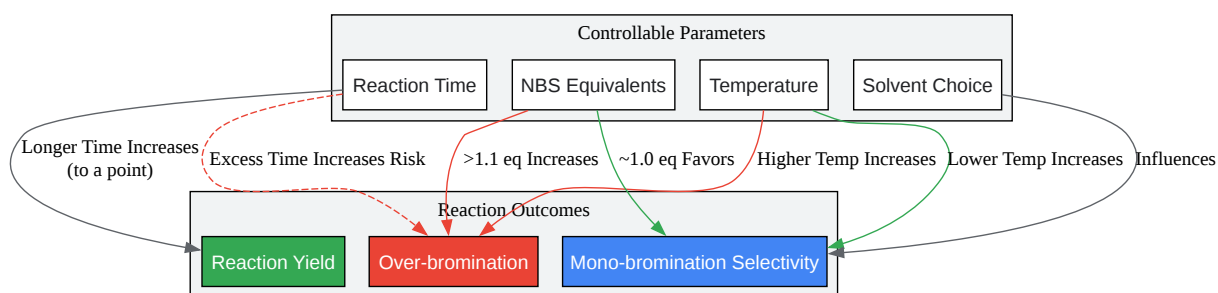 Controllable Parameters
Reaction Time
NBS Equivalents
Temperature
Solvent Choice
Longer Time Increases
(to a point)
Excess Time Increases Risk
>1.1 eq Increases
~1.0 eq Favors
Higher Temp Increases
Lower Temp Increases
Influences
Reaction Outcomes
Reaction Yield
Over-bromination
Mono-bromination Selectivity